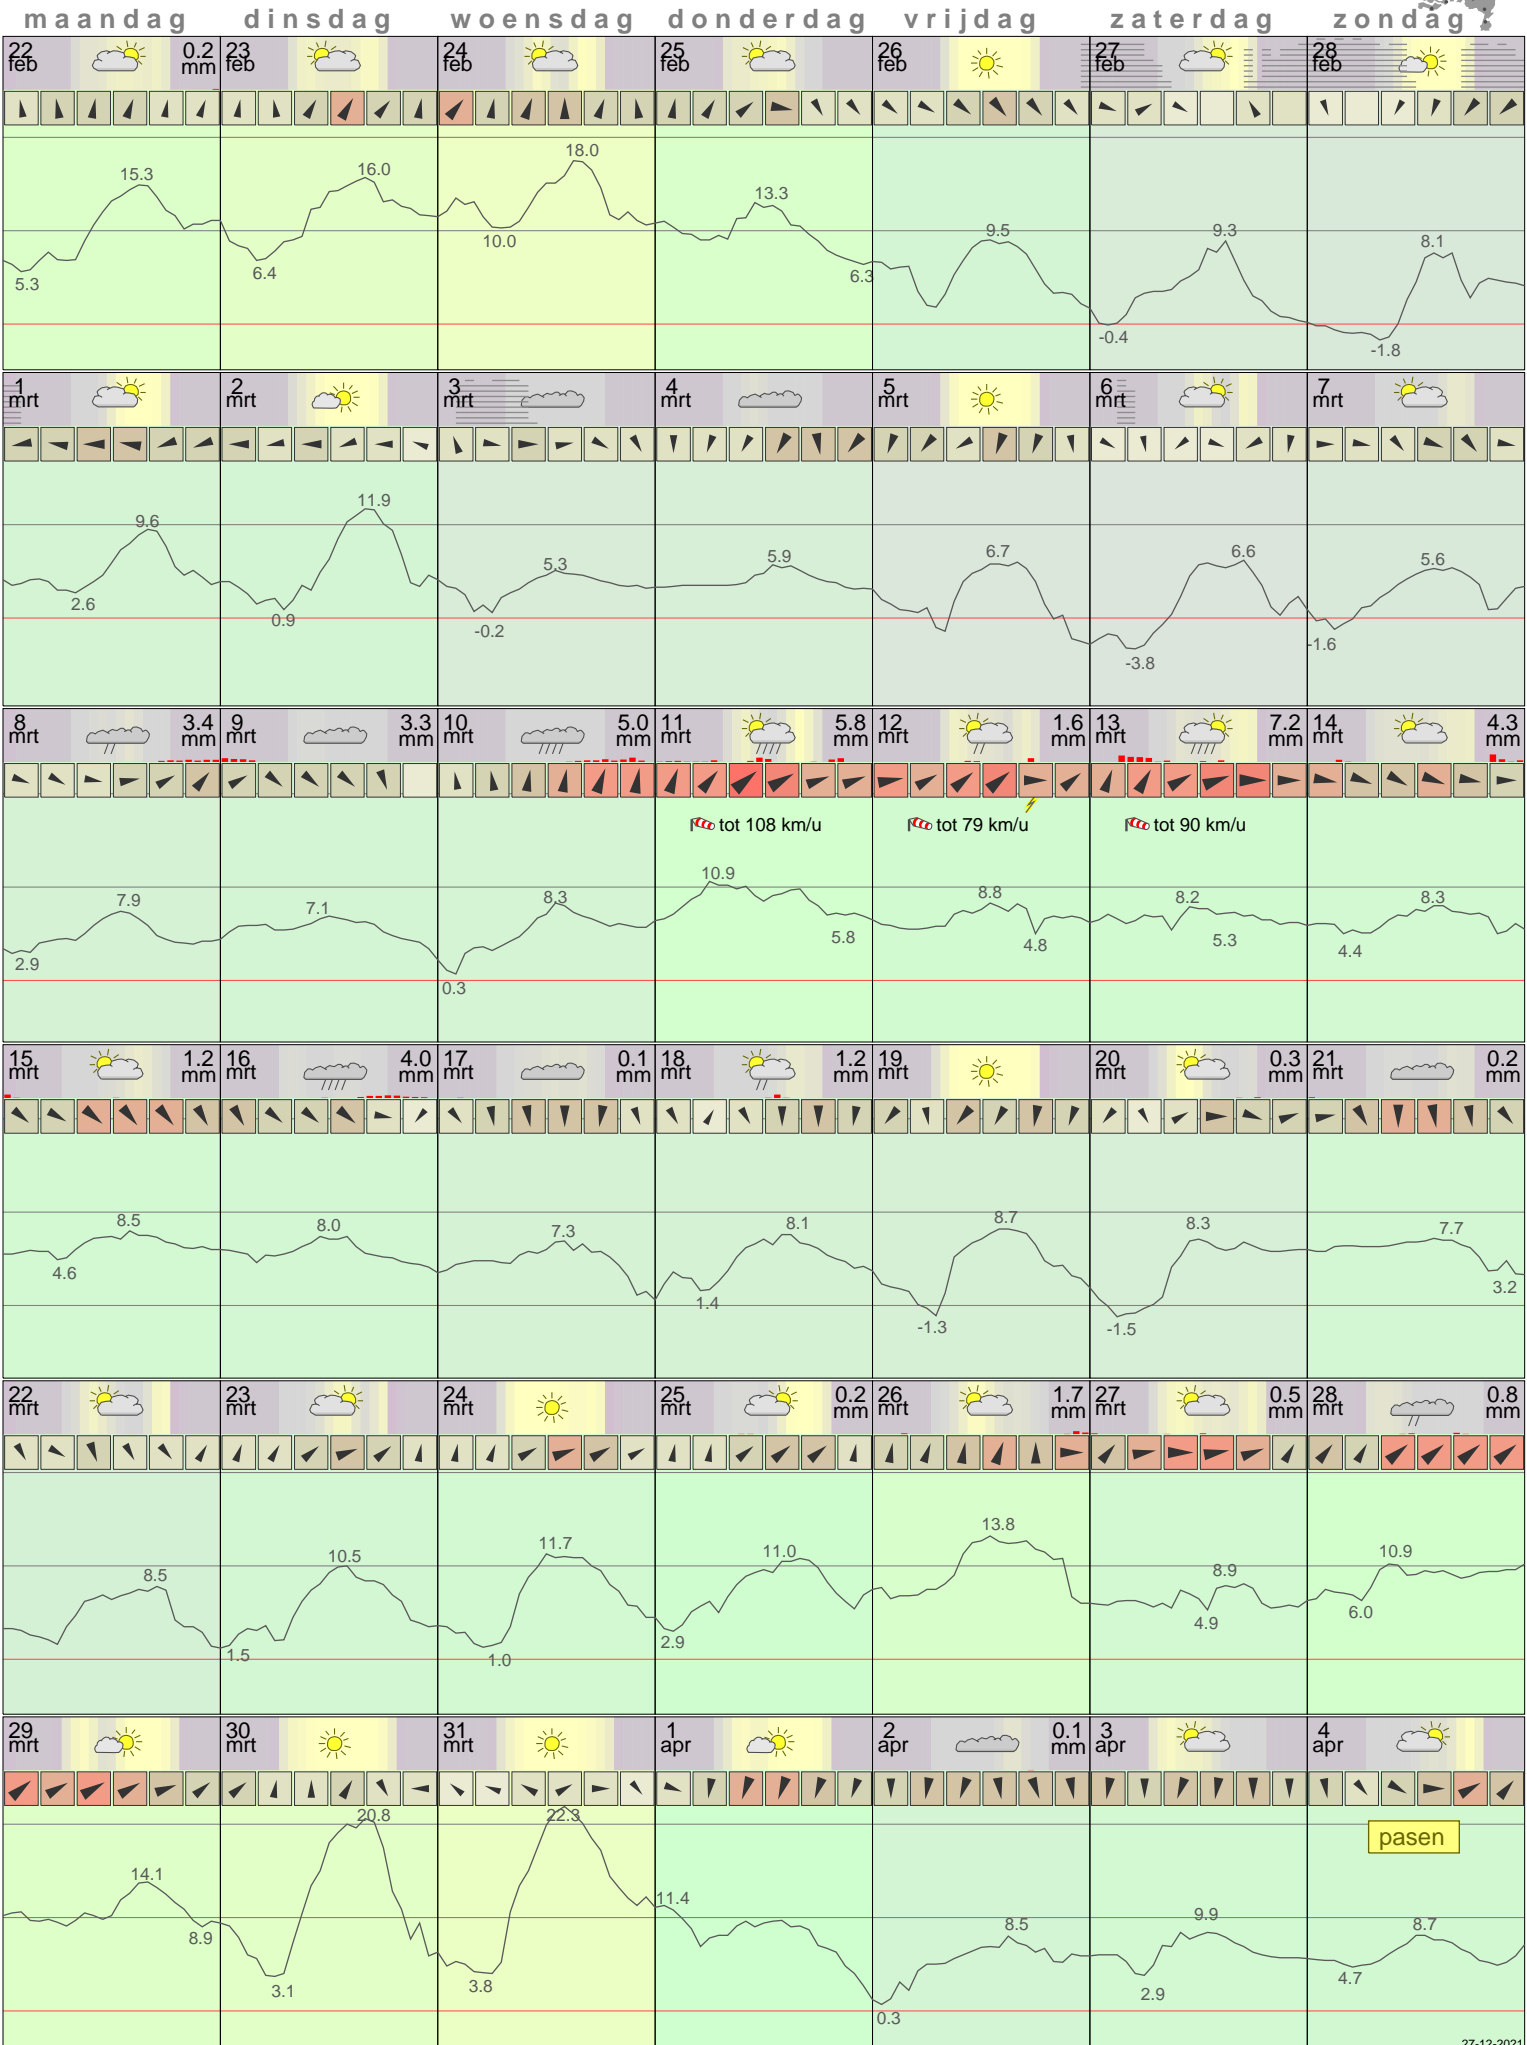 maandag dinsdag woensdag donderdag vrijdag zaterdag zondag
22 feb 0.2 mm 23 feb 24 feb 25 feb 26 feb 27 feb 28 feb
15.3 5.3 16.0 6.4 18.0 10.0 13.3 6.3 9.5 9.3 -0.4 8.1 -1.8
1 mrt 2 mrt 3 mrt 4 mrt 5 mrt 6 mrt 7 mrt
9.6 2.6 11.9 0.9 5.3 -0.2 5.9 6.7 6.6 -3.8 5.6 -1.6
8 mrt 3.4 mm 9 mrt 3.3 mm 10 mrt 5.0 mm 11 mrt 5.8 mm 12 mrt 1.6 mm 13 mrt 7.2 mm 14 mrt 4.3 mm
tot 108 km/u tot 79 km/u tot 90 km/u
7.9 2.9 7.1 8.3 0.3 10.9 5.8 8.8 4.8 8.2 5.3 8.3 4.4
15 mrt 1.2 mm 16 mrt 4.0 mm 17 mrt 0.1 mm 18 mrt 1.2 mm 19 mrt 20 mrt 0.3 mm 21 mrt 0.2 mm
8.5 4.6 8.0 7.3 8.1 1.4 8.7 -1.3 8.3 -1.5 7.7 3.2
22 mrt 23 mrt 24 mrt 25 mrt 0.2 mm 26 mrt 1.7 mm 27 mrt 0.5 mm 28 mrt 0.8 mm
8.5 10.5 1.5 11.7 1.0 11.0 2.9 13.8 8.9 4.9 10.9 6.0
29 mrt 30 mrt 31 mrt 1 apr 2 apr 0.1 mm 3 apr 4 apr
pasen
14.1 8.9 20.8 3.1 22.3 3.8 11.4 8.5 0.3 9.9 2.9 8.7 4.7
27-12-2021